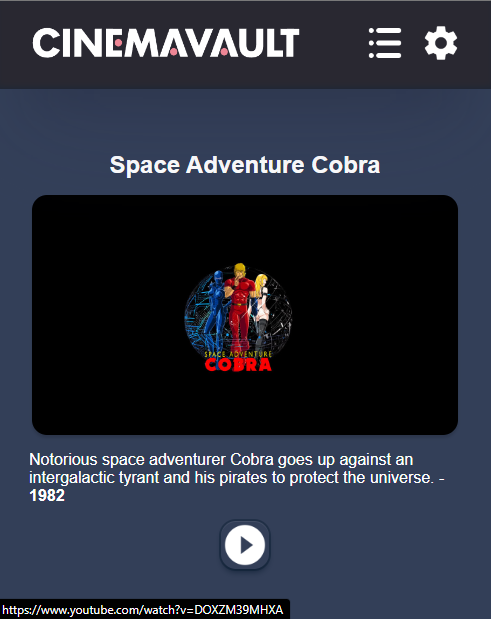 CINEMAVAULT
Space Adventure Cobra
SPACE ADVENTURE
COBRA
Notorious space adventurer Cobra goes up against an
intergalactic tyrant and his pirates to protect the universe. -
1982
https://www.youtube.com/watch?v=DOXZM39MHXA